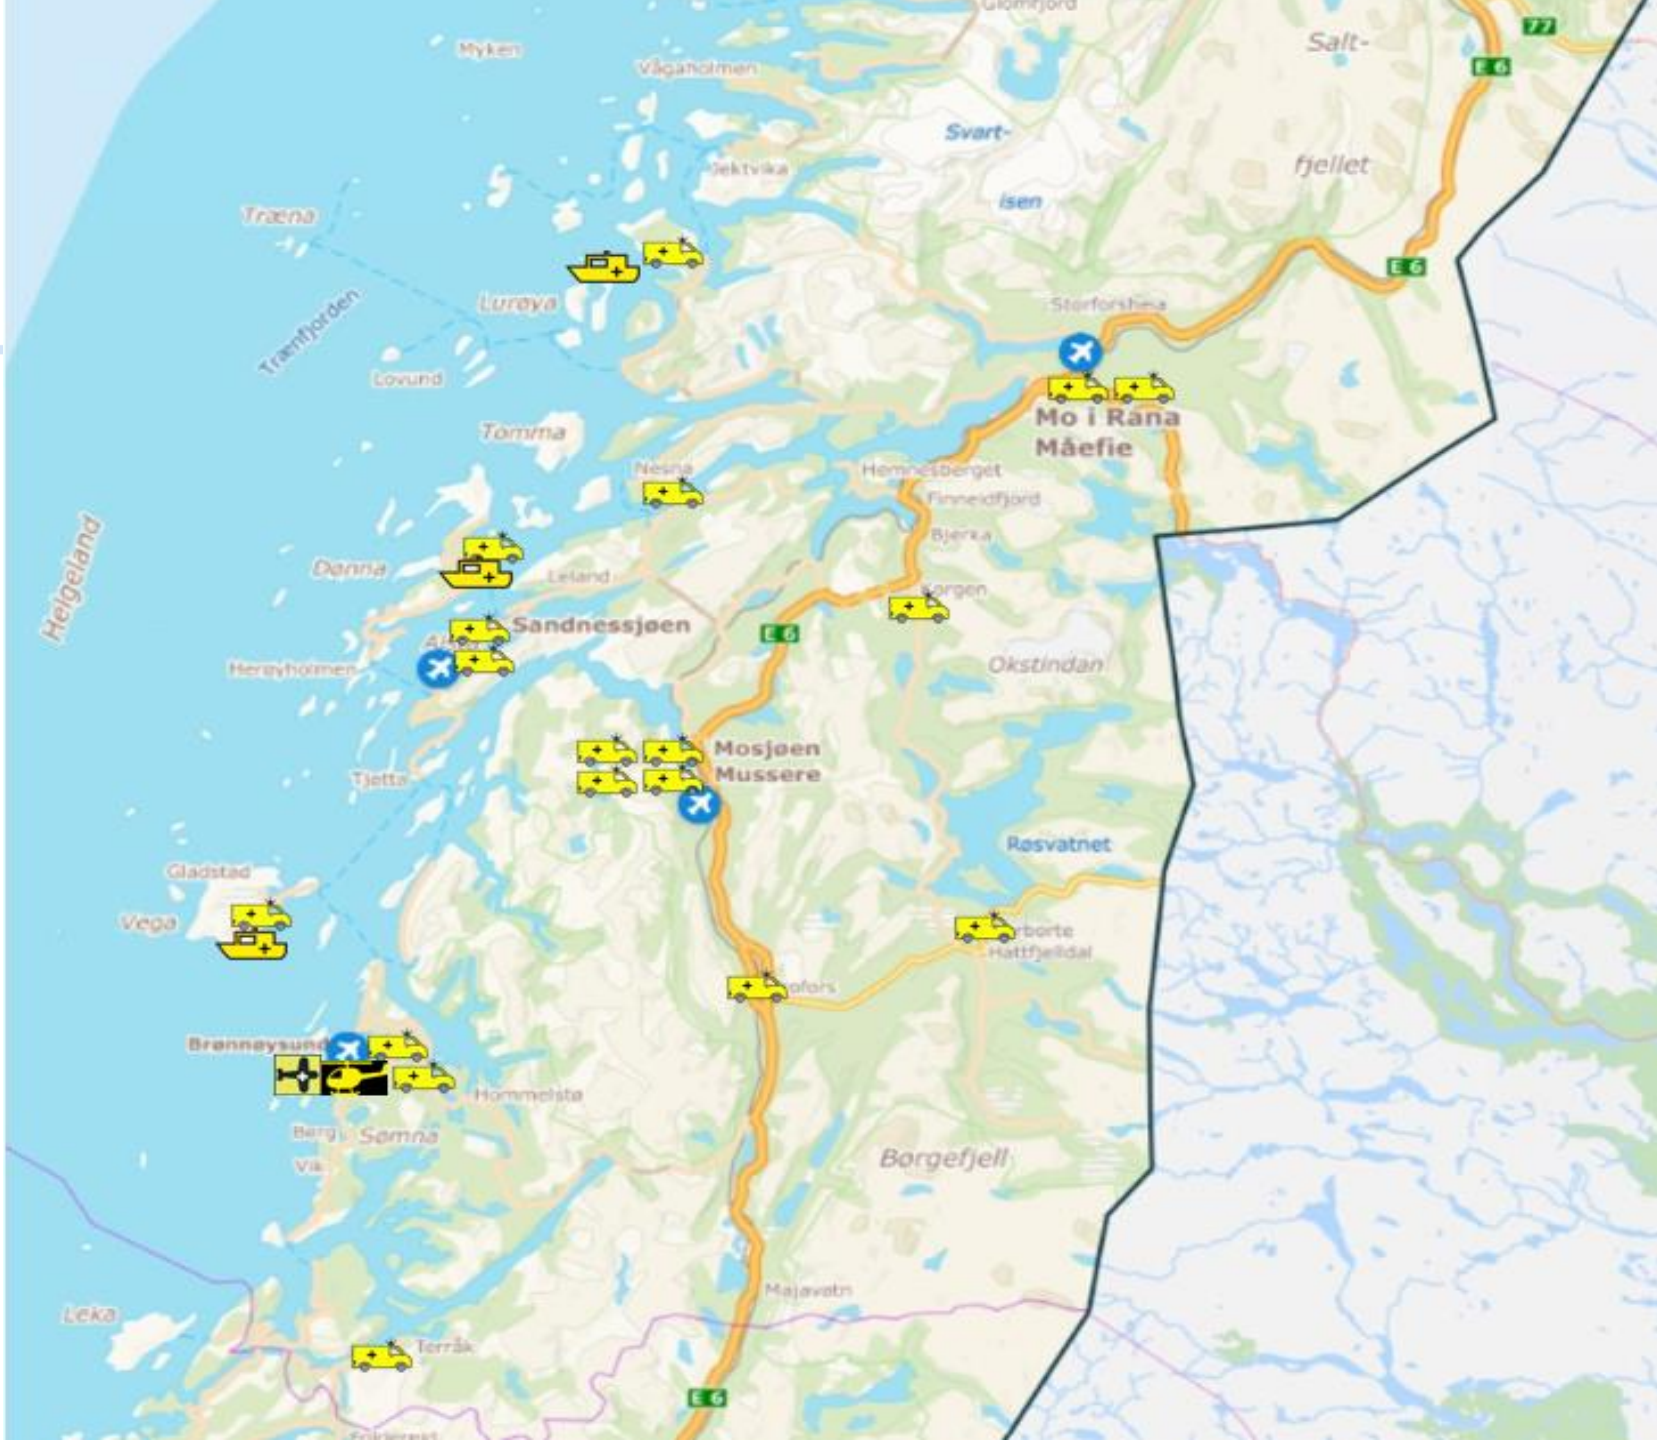 Glomfjord
77
Salt-
Myken
E 6
Vågaholmen
Svart-
fjellet
Jektvika
isen
Træna
E 6
Lurøya
Storforshei
Trænfjorden
Lovund
Mo i Rana
Måefie
Tomma
Nesna
Hemnesberget
Finneidfjord
Bjerka
Helgeland
Dønna
Leland
Korgen
Sandnessjøen
E 6
Herøyholmen
Okstindan
Mosjøen
Mussere
Tjøtta
Røsvatnet
Gladstad
Vega
Hattfjelldal
Brønnøysund
Hommelstø
Berg
Sømna
Vik
Børgefjell
Majavatn
Leka
Terråk
E 6